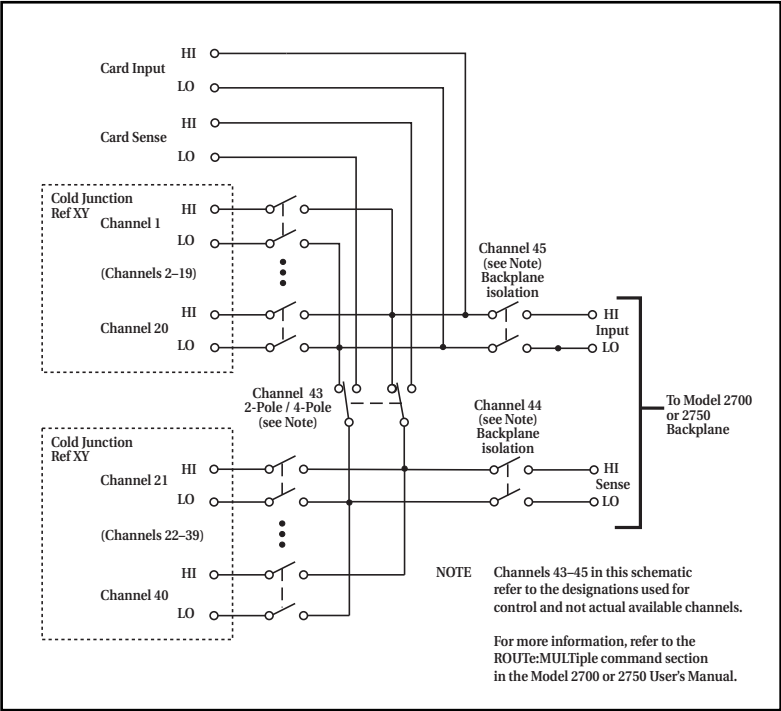 HI
Card Input
LO
HI
Card Sense
LO
Cold Junction
Ref XY
Channel 1
HI
LO
(Channels 2–19)
HI
Channel 20
LO
Channel 45
(see Note)
Backplane
isolation
HI
Input
LO
Channel 43
2-Pole / 4-Pole
(see Note)
Channel 44
(see Note)
Backplane
isolation
To Model 2700
or 2750
Backplane
Cold Junction
Ref XY
Channel 21
HI
LO
HI
Sense
LO
(Channels 22–39)
HI
Channel 40
LO
NOTE Channels 43–45 in this schematic
refer to the designations used for
control and not actual available channels.
For more information, refer to the
ROUTe:MULTiple command section
in the Model 2700 or 2750 User's Manual.